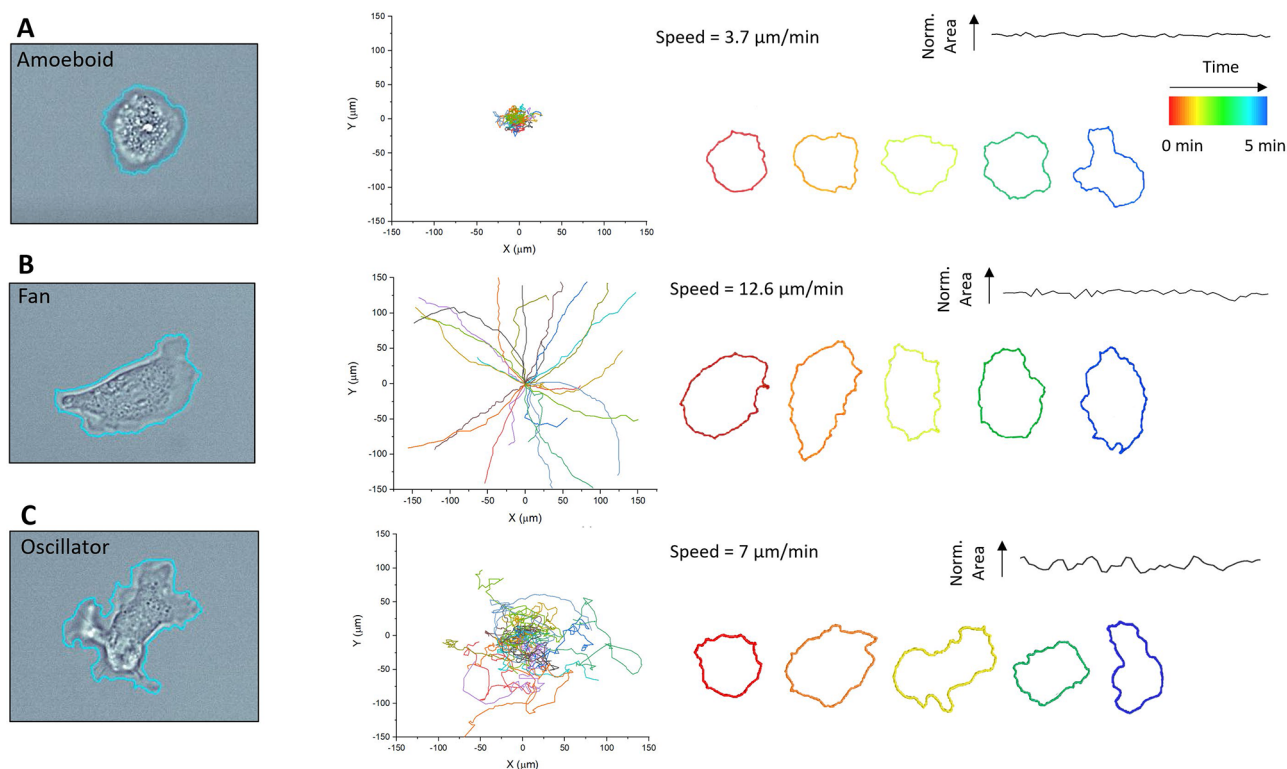 A
Amoeboid
150
100
50
0
-50
-100
-150
Y (μm)
-150 -100 -50 0 50 100 150
X (μm)
Speed = 3.7 μm/min
Norm.
Area
Time
0 min 5 min
B
Fan
150
100
50
0
-50
-100
-150
Y (μm)
-150 -100 -50 0 50 100 150
X (μm)
Speed = 12.6 μm/min
Norm.
Area
C
Oscillator
150
100
50
0
-50
-100
-150
Y (μm)
-150 -100 -50 0 50 100 150
X (μm)
Speed = 7 μm/min
Norm.
Area